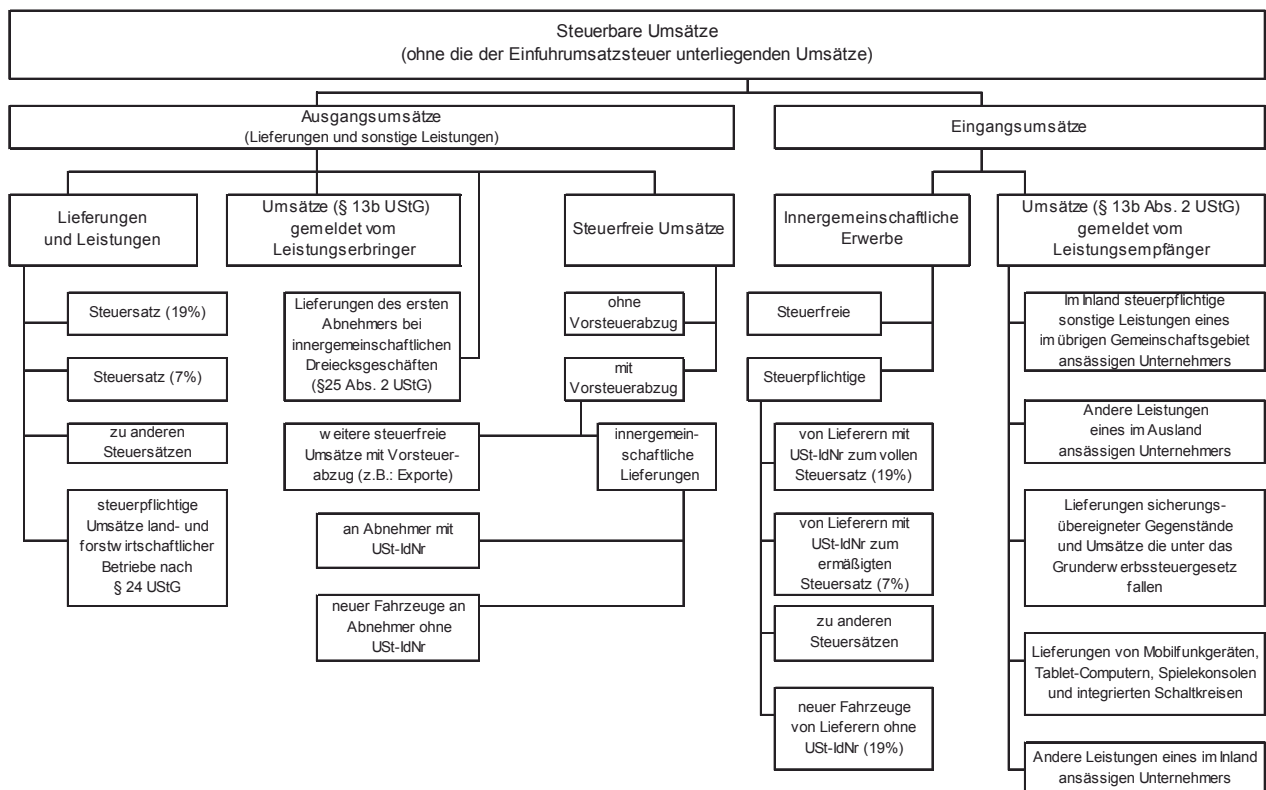 Steuerbare Umsätze
(ohne die der Einfuhrumsatzsteuer unterliegenden Umsätze)
Ausgangsumsätze
(Lieferungen und sonstige Leistungen)
Eingangsumsätze
Lieferungen
und Leistungen
Umsätze (§ 13b UStG)
gemeldet vom
Leistungserbringer
Steuerfreie Umsätze
Innergemeinschaftliche
Erwerbe
Umsätze (§ 13b Abs. 2 UStG)
gemeldet vom
Leistungsempfänger
Steuersatz (19%)
Steuersatz (7%)
zu anderen
Steuersätzen
steuerpflichtige
Umsätze land- und
forstwirtschaftlicher
Betriebe nach
§ 24 UStG
Lieferungen des ersten
Abnehmers bei
innergemeinschaftlichen
Dreiecksgeschäften
(§25 Abs. 2 UStG)
ohne
Vorsteuerabzug
mit
Vorsteuerabzug
weitere steuerfreie
Umsätze mit Vorsteuer-
abzug (z.B.: Exporte)
innergemein-
schaftliche
Lieferungen
an Abnehmer mit
USt-IdNr
neuer Fahrzeuge an
Abnehmer ohne
USt-IdNr
Steuerfreie
Steuerpflichtige
von Lieferern mit
USt-IdNr zum vollen
Steuersatz (19%)
von Lieferern mit
USt-IdNr zum
ermäßigten
Steuersatz (7%)
zu anderen
Steuersätzen
neuer Fahrzeuge
von Lieferern ohne
USt-IdNr (19%)
Im Inland steuerpflichtige
sonstige Leistungen eines
im übrigen Gemeinschaftsgebiet
ansässigen Unternehmers
Andere Leistungen
eines im Ausland
ansässigen Unternehmers
Lieferungen sicherungs-
übereigneter Gegenstände
und Umsätze die unter das
Grunderwerbssteuergesetz
fallen
Lieferungen von Mobilfunkgeräten,
Tablet-Computern, Spielekonsolen
und integrierten Schaltkreisen
Andere Leistungen eines im Inland
ansässigen Unternehmers